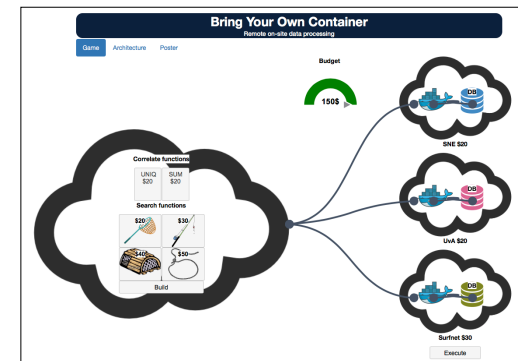 Bring Your Own Container
Remote on-site data processing
Game Architecture Poster
Budget
150$
DB
SNE $20
Correlate functions
UNIQ $20
SUM $20
Search functions
$20 $30
$40 $50
Build
DB
UvA $20
DB
Surfnet $30
Execute